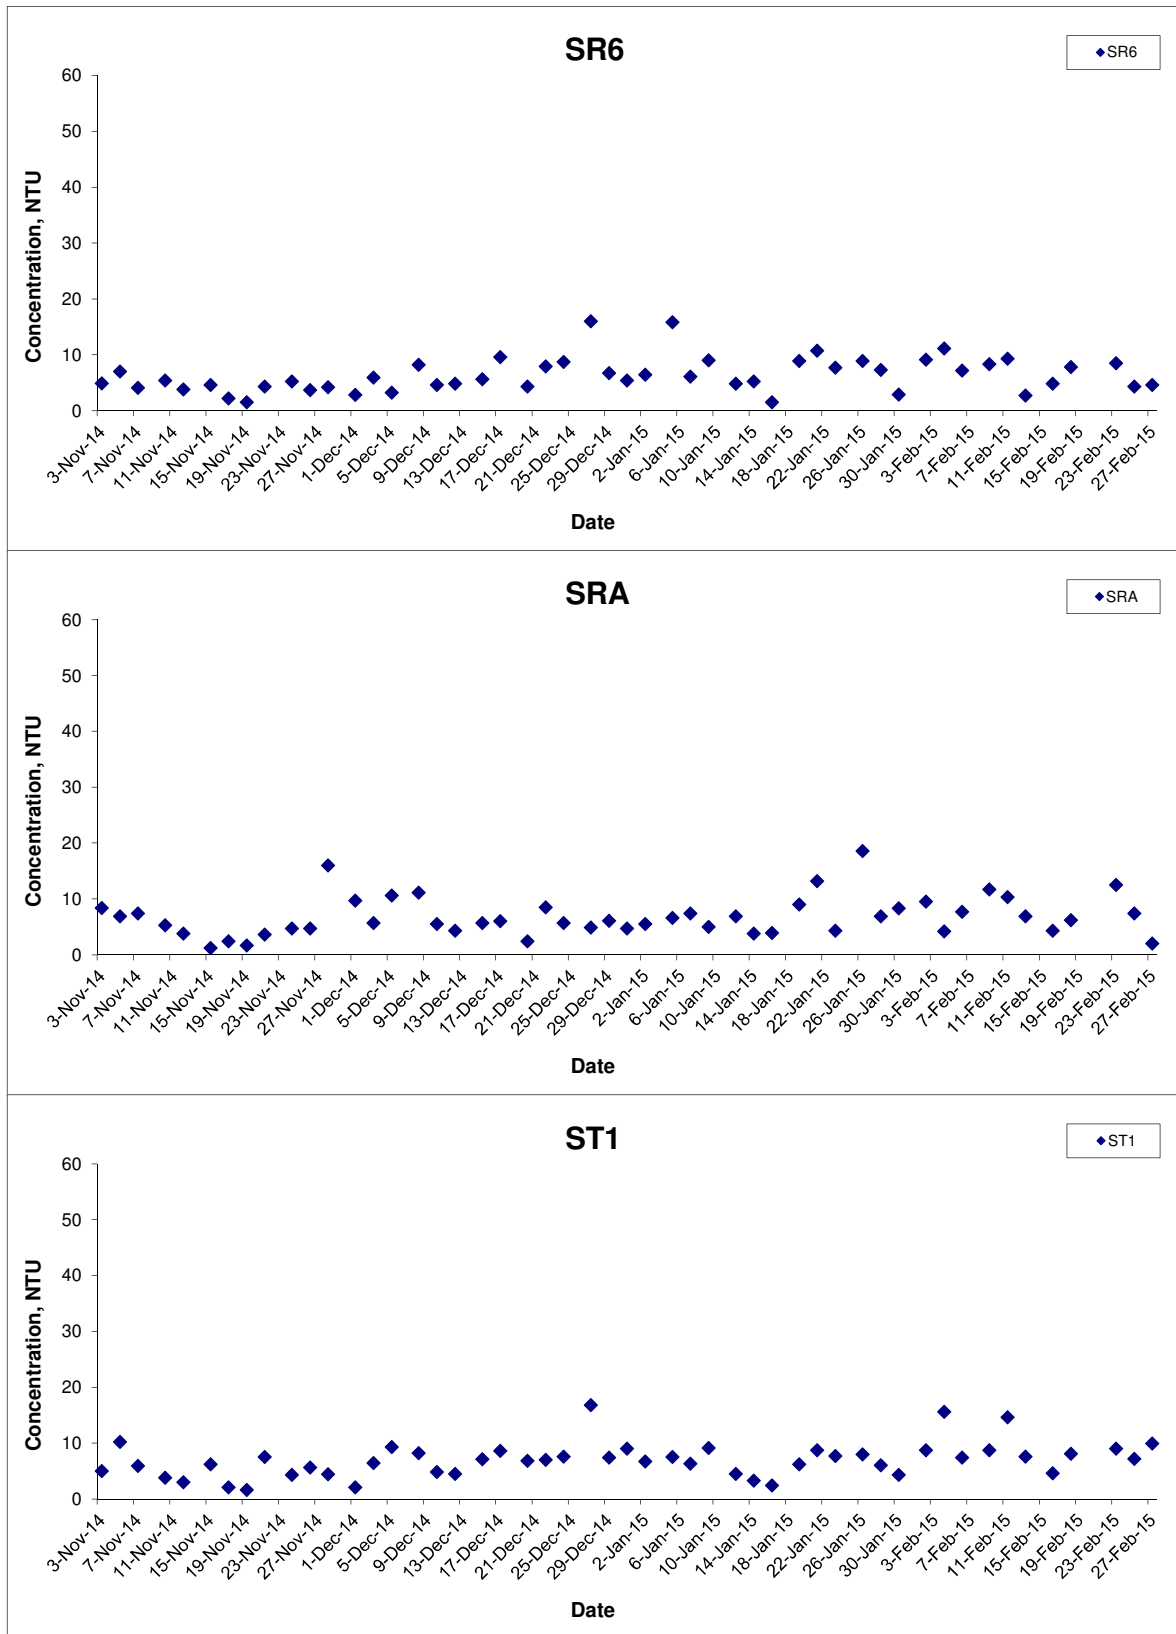 SR6
SR6
60
50
40
30
20
10
0
Concentration, NTU
3-Nov-14 7-Nov-14 11-Nov-14 15-Nov-14 19-Nov-14 23-Nov-14 27-Nov-14 1-Dec-14 5-Dec-14 9-Dec-14 13-Dec-14 17-Dec-14 21-Dec-14 25-Dec-14 29-Dec-14 2-Jan-15 6-Jan-15 10-Jan-15 14-Jan-15 18-Jan-15 22-Jan-15 26-Jan-15 30-Jan-15 3-Feb-15 7-Feb-15 11-Feb-15 15-Feb-15 19-Feb-15 23-Feb-15 27-Feb-15
Date
SRA
SRA
60
50
40
30
20
10
0
Concentration, NTU
3-Nov-14 7-Nov-14 11-Nov-14 15-Nov-14 19-Nov-14 23-Nov-14 27-Nov-14 1-Dec-14 5-Dec-14 9-Dec-14 13-Dec-14 17-Dec-14 21-Dec-14 25-Dec-14 29-Dec-14 2-Jan-15 6-Jan-15 10-Jan-15 14-Jan-15 18-Jan-15 22-Jan-15 26-Jan-15 30-Jan-15 3-Feb-15 7-Feb-15 11-Feb-15 15-Feb-15 19-Feb-15 23-Feb-15 27-Feb-15
Date
ST1
ST1
60
50
40
30
20
10
0
Concentration, NTU
3-Nov-14 7-Nov-14 11-Nov-14 15-Nov-14 19-Nov-14 23-Nov-14 27-Nov-14 1-Dec-14 5-Dec-14 9-Dec-14 13-Dec-14 17-Dec-14 21-Dec-14 25-Dec-14 29-Dec-14 2-Jan-15 6-Jan-15 10-Jan-15 14-Jan-15 18-Jan-15 22-Jan-15 26-Jan-15 30-Jan-15 3-Feb-15 7-Feb-15 11-Feb-15 15-Feb-15 19-Feb-15 23-Feb-15 27-Feb-15
Date